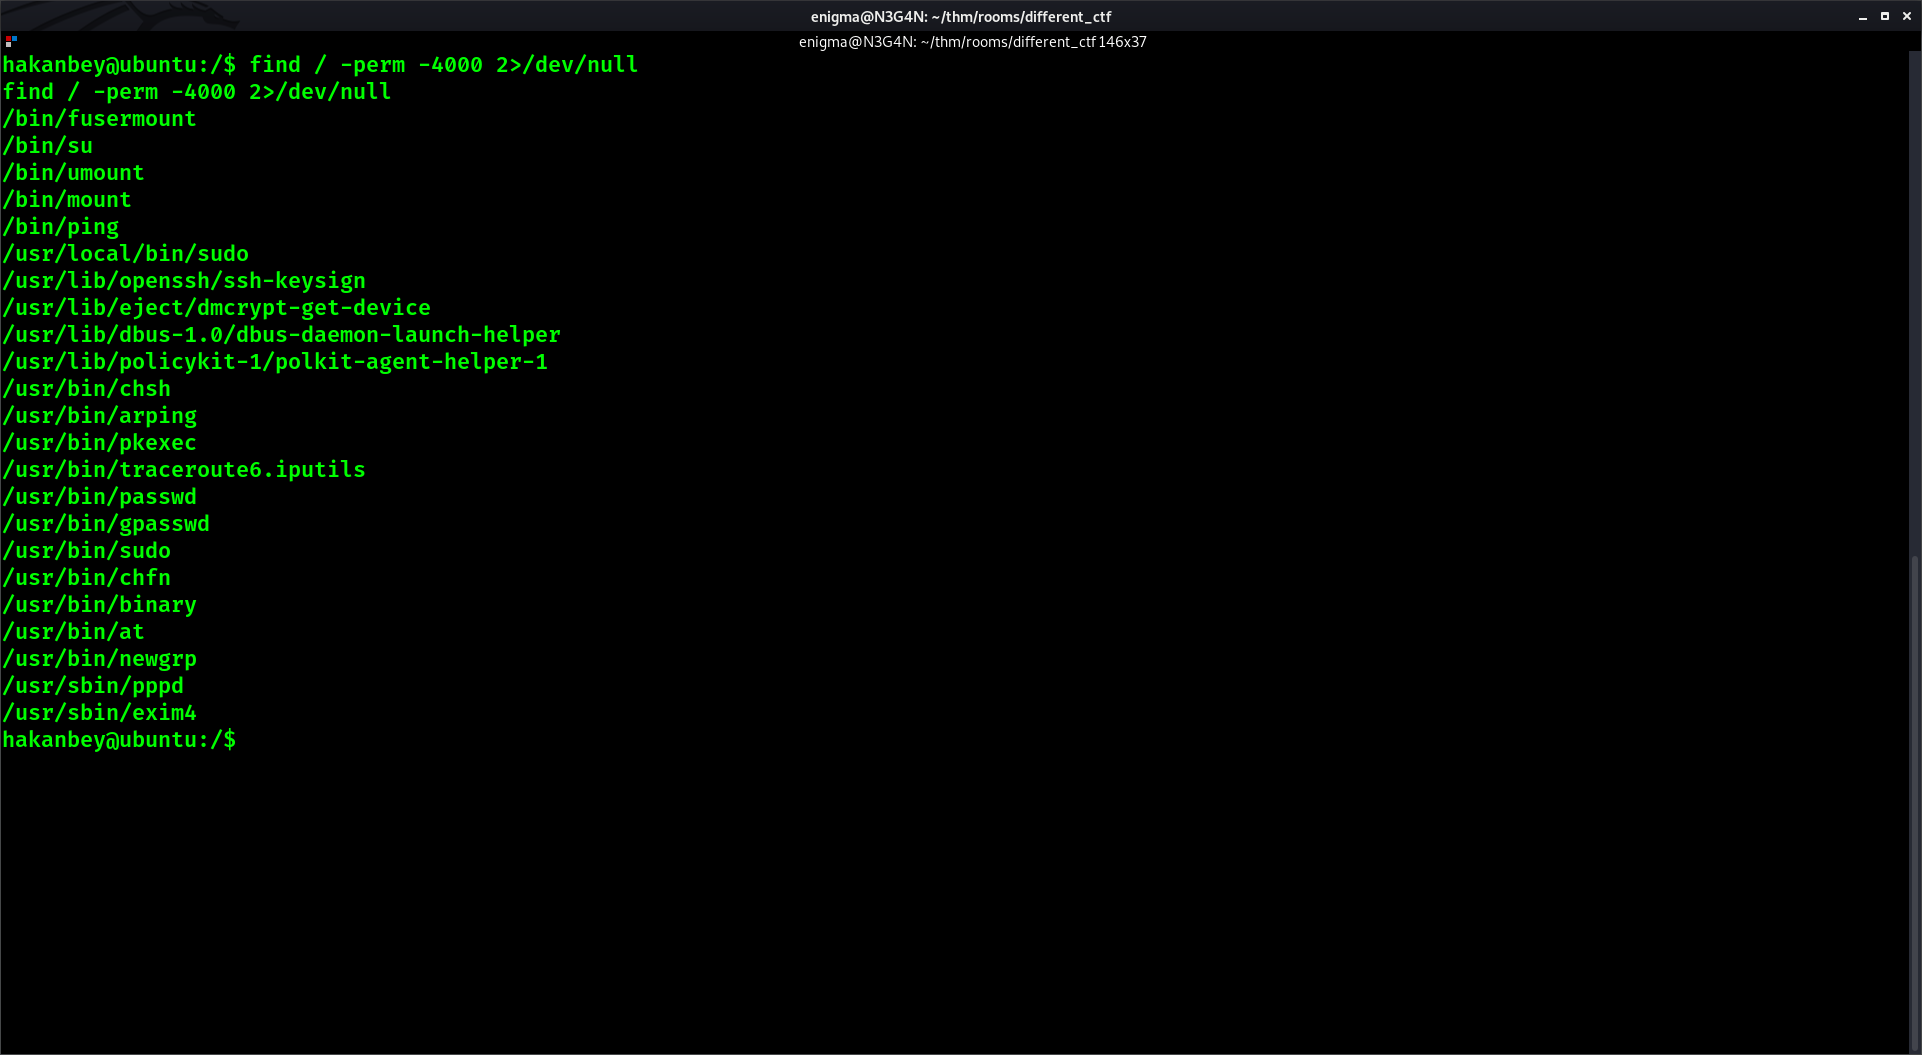 enigma@N3G4N: ~/thm/rooms/different_ctf
enigma@N3G4N: ~/thm/rooms/different_ctf 146x37
hakanbey@ubuntu:/$ find / -perm -4000 2>/dev/null
find / -perm -4000 2>/dev/null
/bin/fusermount
/bin/su
/bin/umount
/bin/mount
/bin/ping
/usr/local/bin/sudo
/usr/lib/openssh/ssh-keysign
/usr/lib/eject/dmcrypt-get-device
/usr/lib/dbus-1.0/dbus-daemon-launch-helper
/usr/lib/policykit-1/polkit-agent-helper-1
/usr/bin/chsh
/usr/bin/arping
/usr/bin/pkexec
/usr/bin/traceroute6.iputils
/usr/bin/passwd
/usr/bin/gpasswd
/usr/bin/sudo
/usr/bin/chfn
/usr/bin/binary
/usr/bin/at
/usr/bin/newgrp
/usr/sbin/pppd
/usr/sbin/exim4
hakanbey@ubuntu:/$